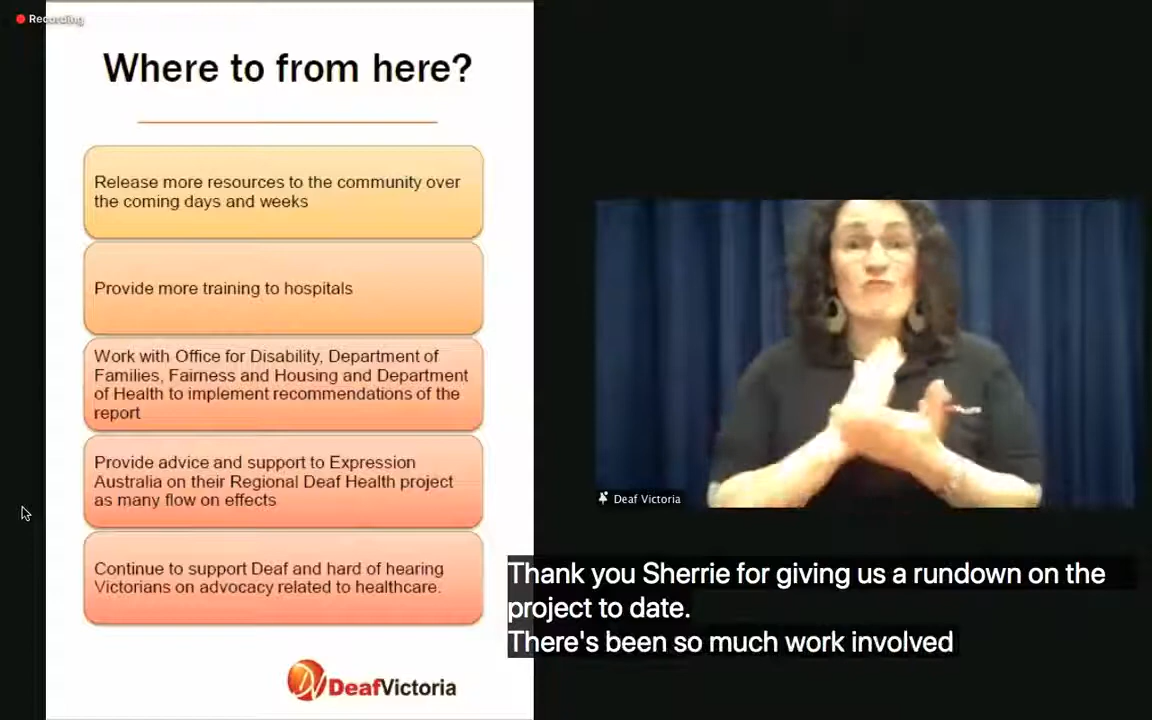 Recording
Where to from here?
Release more resources to the community over
the coming days and weeks
Provide more training to hospitals
Work with Office for Disability, Department of
Families, Fairness and Housing and Department
of Health to implement recommendations of the
report
Provide advice and support to Expression
Australia on their Regional Deaf Health project
as many flow on effects
Continue to support Deaf and hard of hearing
Victorians on advocacy related to healthcare.
DeafVictoria
Deaf Victoria
Thank you Sherrie for giving us a rundown on the
project to date.
There's been so much work involved